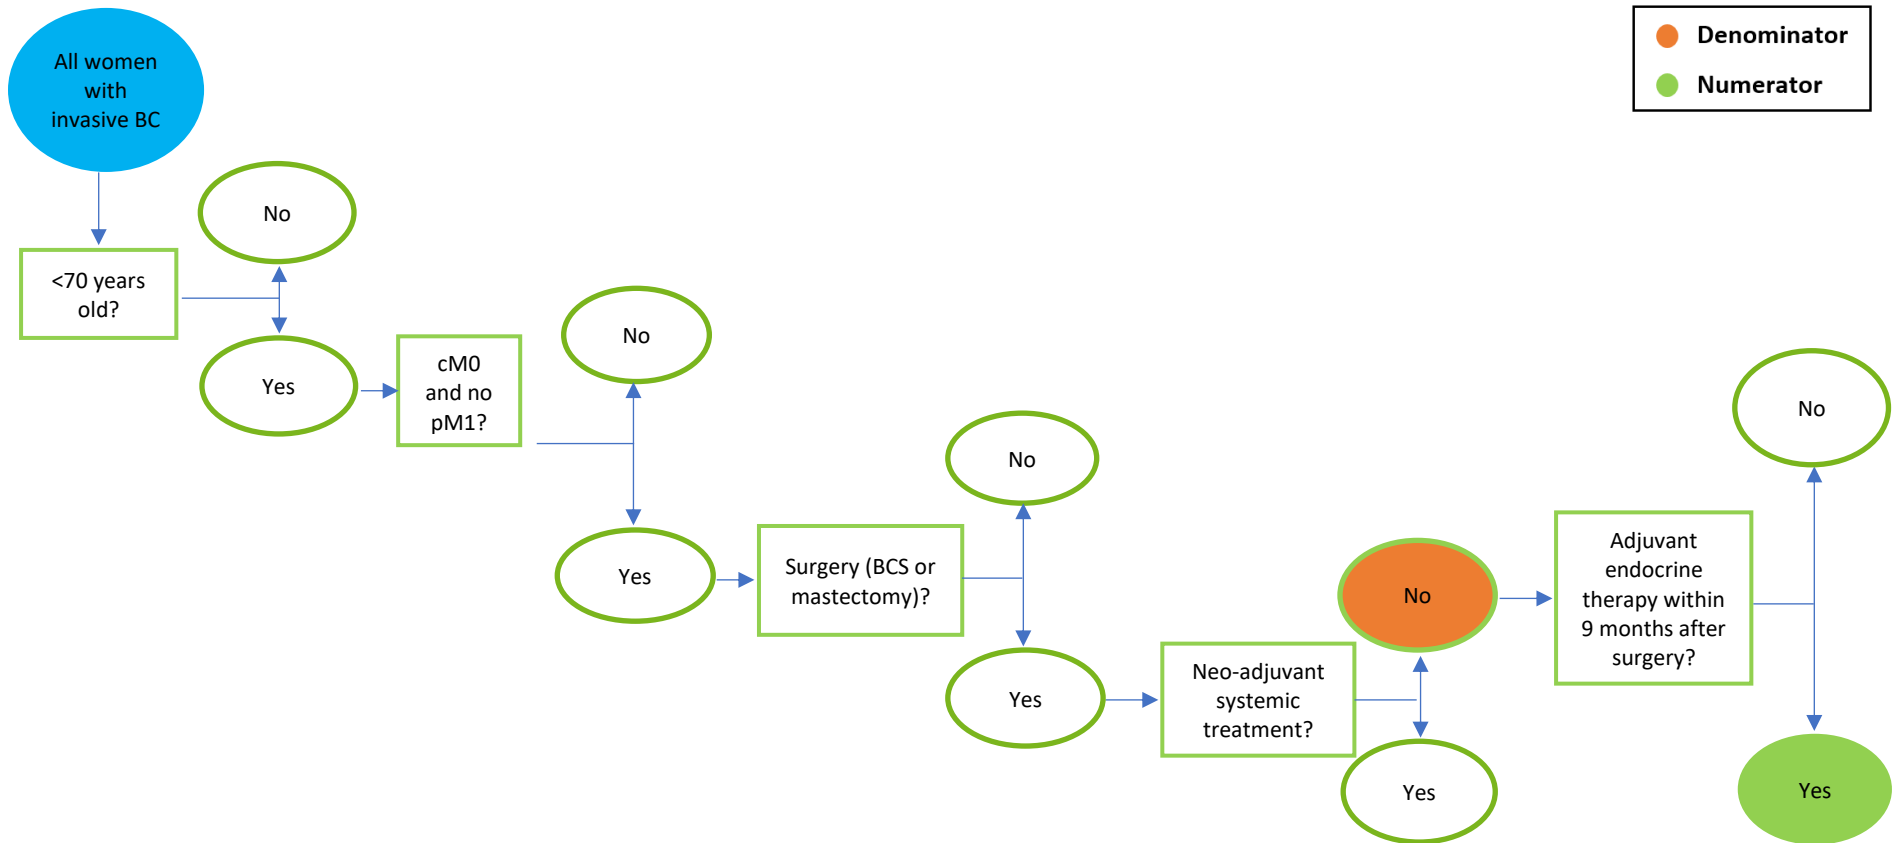 All women
with
invasive BC
Denominator
Numerator
No
<70 years
old?
Yes
No
cM0
and no
pM1?
Yes
No
Surgery (BCS or
mastectomy)?
Yes
No
Neo-adjuvant
systemic
treatment?
Yes
No
Adjuvant
endocrine
therapy within
9 months after
surgery?
Yes